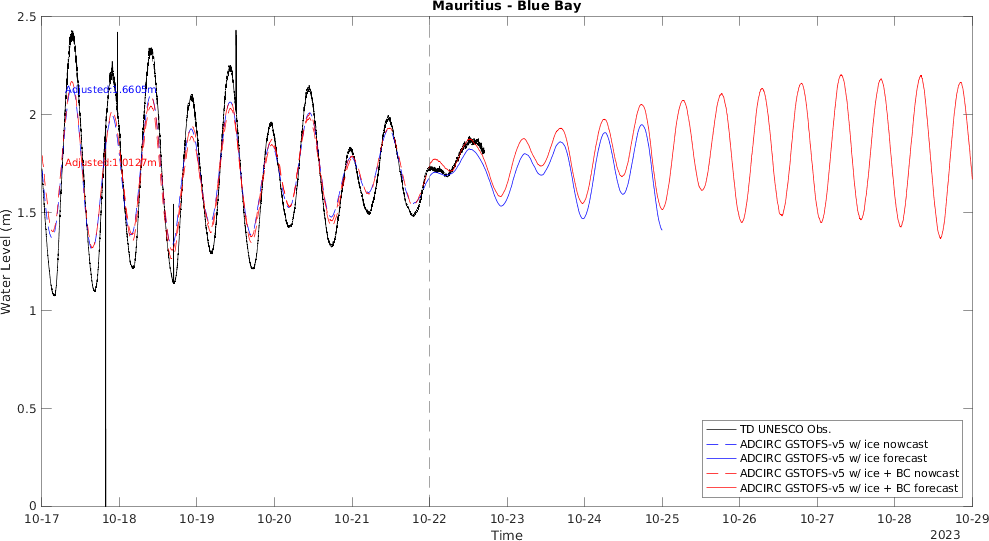 Mauritius - Blue Bay
Water Level (m)
2.5
2
1.5
1
0.5
0
Adjusted:1.6605m
Adjusted:1.0127m
TD UNESCO Obs.
ADCIRC GSTOFS-v5 w/ ice nowcast
ADCIRC GSTOFS-v5 w/ ice forecast
ADCIRC GSTOFS-v5 w/ ice + BC nowcast
ADCIRC GSTOFS-v5 w/ ice + BC forecast
10-17 10-18 10-19 10-20 10-21 10-22 10-23 10-24 10-25 10-26 10-27 10-28 10-29
Time
2023